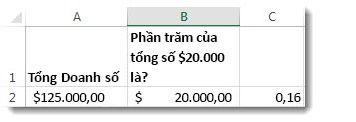 A B C
Phần trăm của
tổng số $20.000
1 Tổng Doanh số là?
2 $125.000,00 $ 20.000,00 0,16